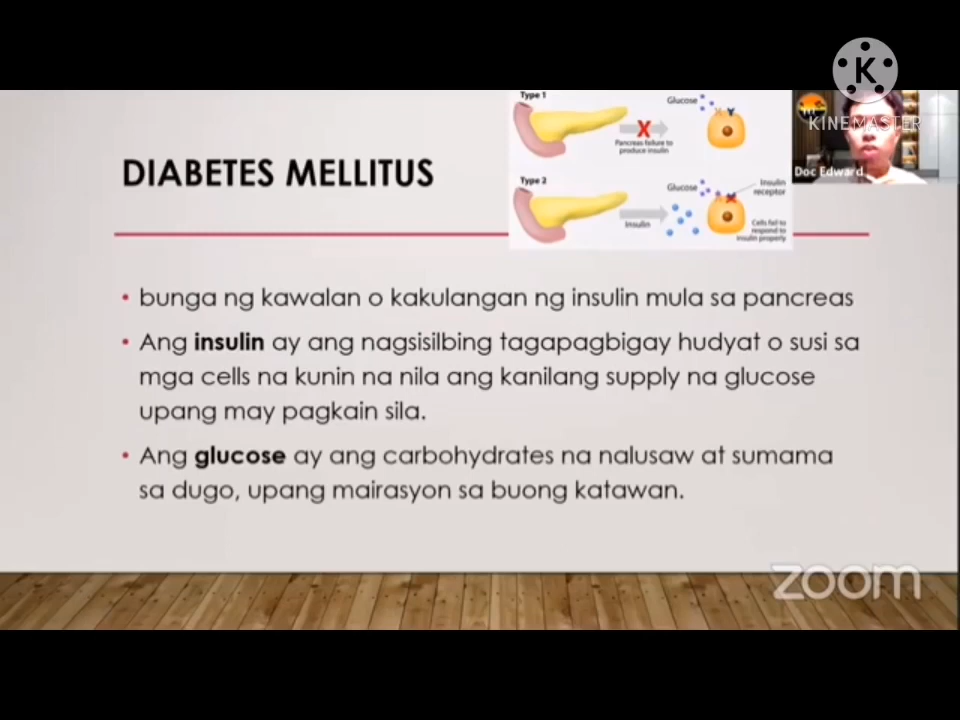 Type 1
Glucose
Pancreas failure to
produce insulin
K
KINEMASTER
Doc Edward
DIABETES MELLITUS
Type 2
Glucose
Insulin
receptor
Insulin
Cells fail to
respond to
insulin properly
• bunga ng kawalan o kakulangan ng insulin mula sa pancreas
• Ang insulin ay ang nagsisilbing tagapagbigay hudyat o susi sa
mga cells na kunin na nila ang kanilang supply na glucose
upang may pagkain sila.
• Ang glucose ay ang carbohydrates na nalusaw at sumama
sa dugo, upang mairasyon sa buong katawan.
zoom